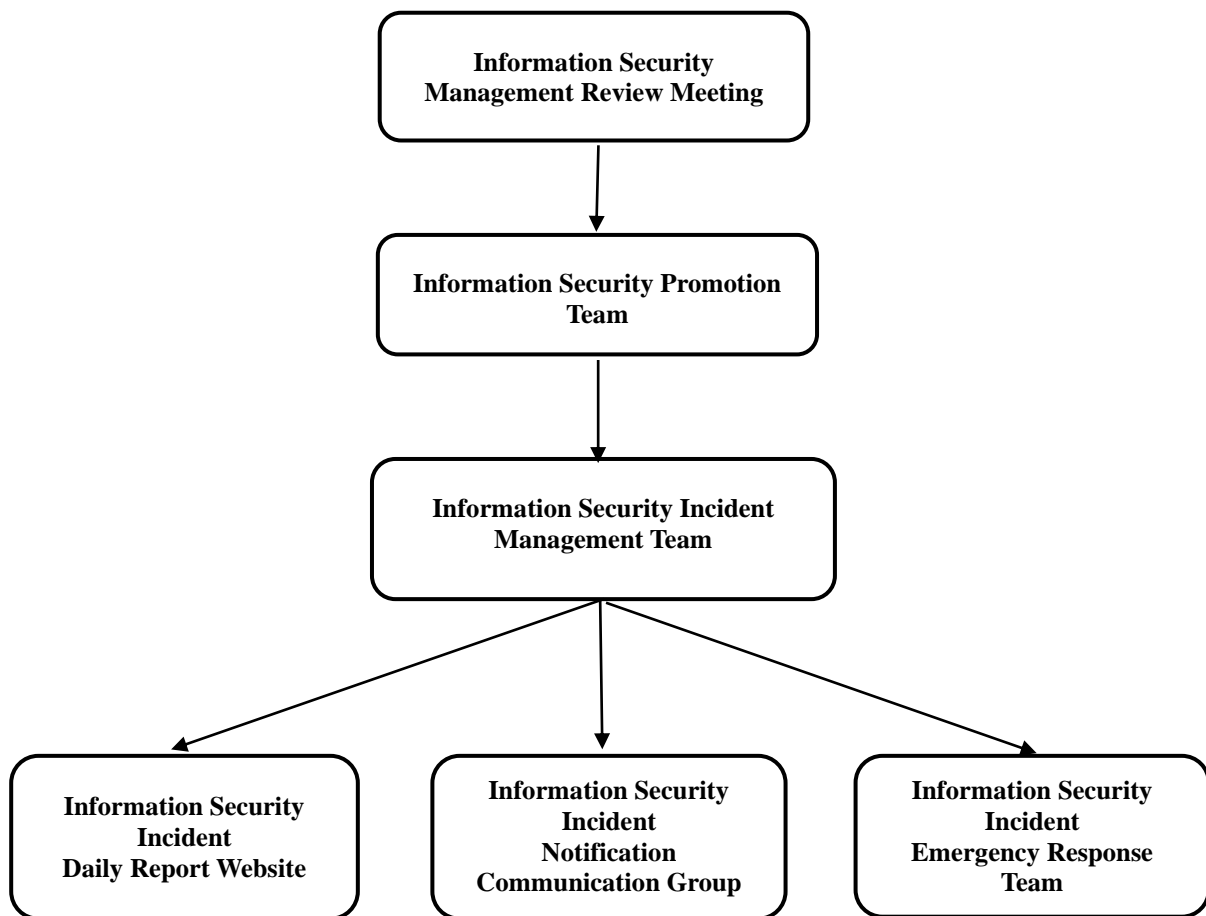 Information Security
Management Review Meeting
Information Security Promotion
Team
Information Security Incident
Management Team
Information Security
Incident
Daily Report Website
Information Security
Incident
Notification
Communication Group
Information Security
Incident
Emergency Response
Team